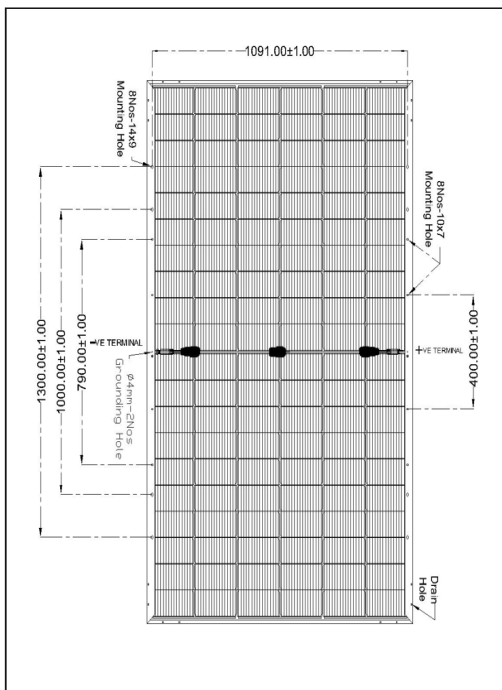 1091.00±1.00
8Nos-14x9
Mounting Hole
8Nos-10x7
Mounting Hole
1300.00±1.00
1000.00±1.00
790.00±1.00
-VE TERMINAL
Ø4mm-2Nos
Grounding Hole
+VE TERMINAL
400.00±1.00
Drain
Hole